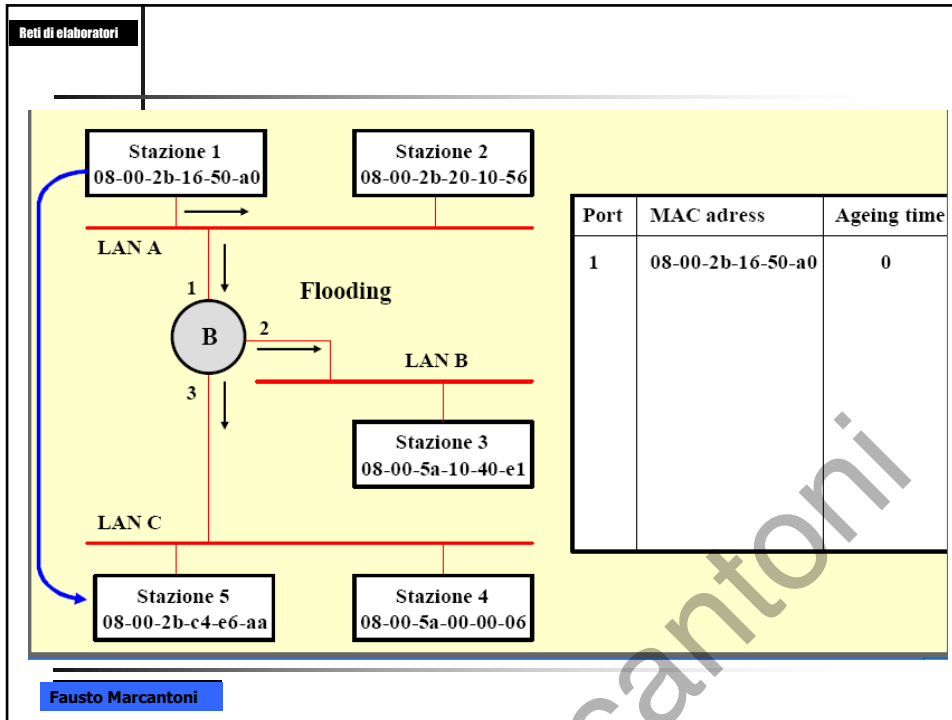 Reti di elaboratori
Stazione 1
08-00-2b-16-50-a0
Stazione 2
08-00-2b-20-10-56
LAN A
1
Flooding
B
2
LAN B
3
Stazione 3
08-00-5a-10-40-e1
LAN C
Stazione 5
08-00-2b-c4-e6-aa
Stazione 4
08-00-5a-00-00-06
Port MAC adress Ageing time
1 08-00-2b-16-50-a0 0
cantoni
Fausto Marcantoni